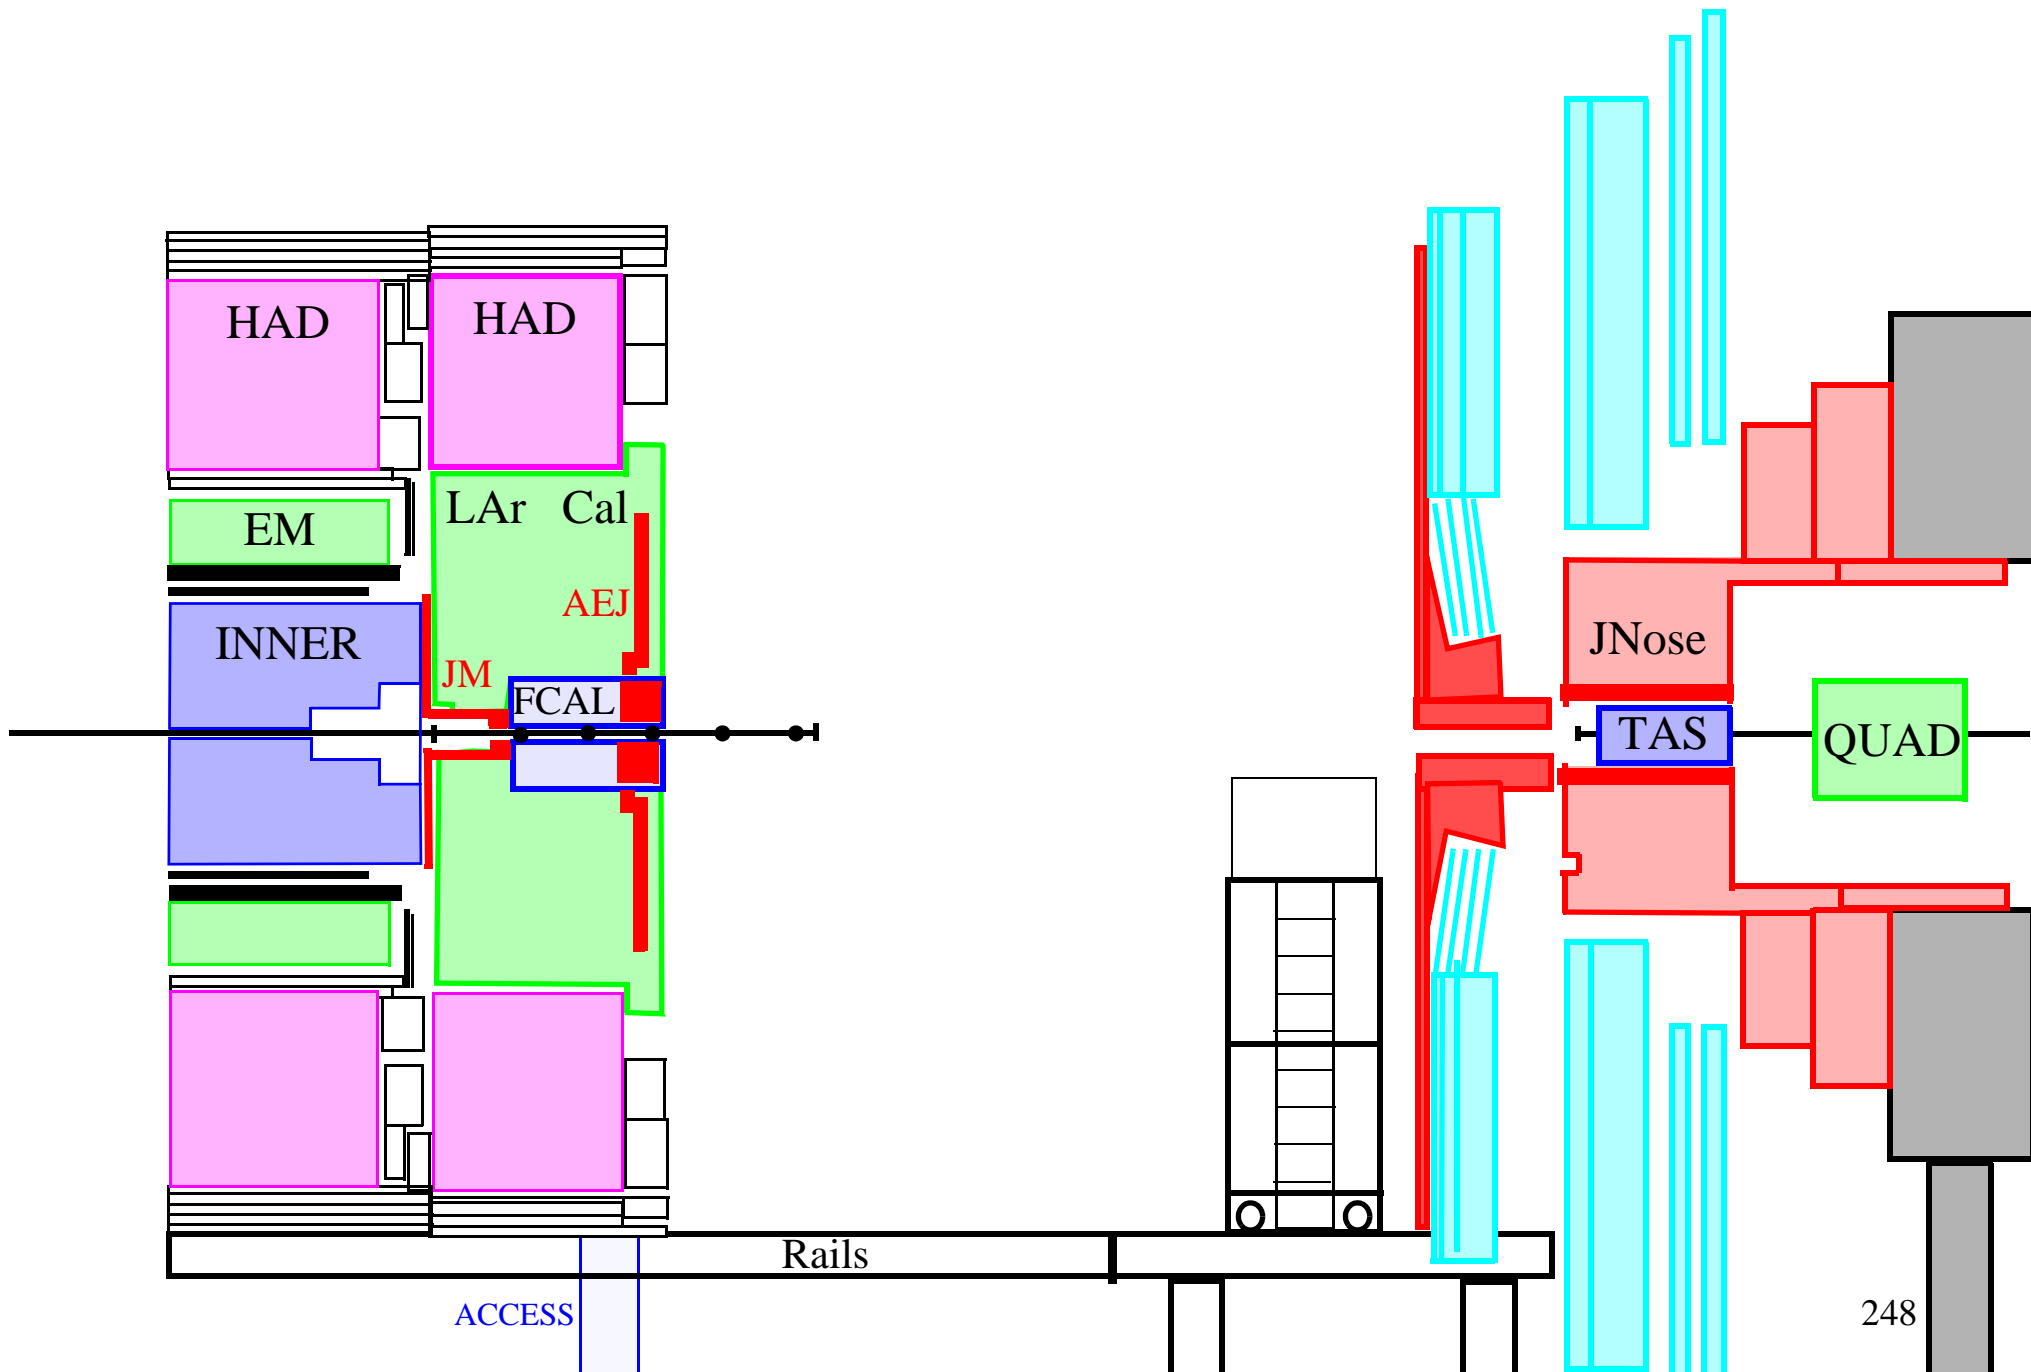 HAD
HAD
LAr Cal
EM
AEJ
INNER
JNose
JM
FCAL
TAS
QUAD
Rails
ACCESS
248